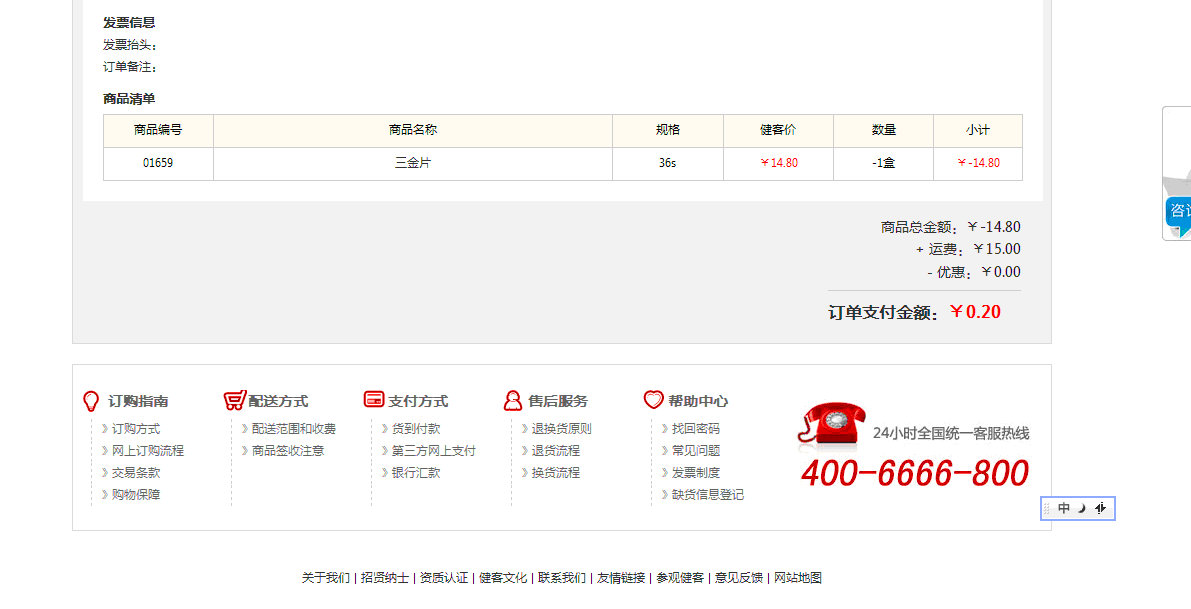 发票信息
发票抬头：
订单备注：
商品清单
商品编号 商品名称 规格 健客价 数量 小计
01659 三金片 36s ￥14.80 -1盒 ￥-14.80
商品总金额：￥-14.80
+ 运费：￥15.00
- 优惠：￥0.00
订单支付金额：￥0.20
咨询
订购指南 配送方式 支付方式 售后服务 帮助中心
》订购方式 》配送范围和收费 》货到付款 》退换货原则 》找回密码
》网上订购流程 》商品签收注意 》第三方网上支付 》退货流程 》常见问题
》交易条款 》银行汇款 》换货流程 》发票制度
》购物保障 》缺货信息登记
24小时全国统一客服热线
400-6666-800
中
关于我们 | 招贤纳士 | 资质认证 | 健客文化 | 联系我们 | 友情链接 | 参观健客 | 意见反馈 | 网站地图